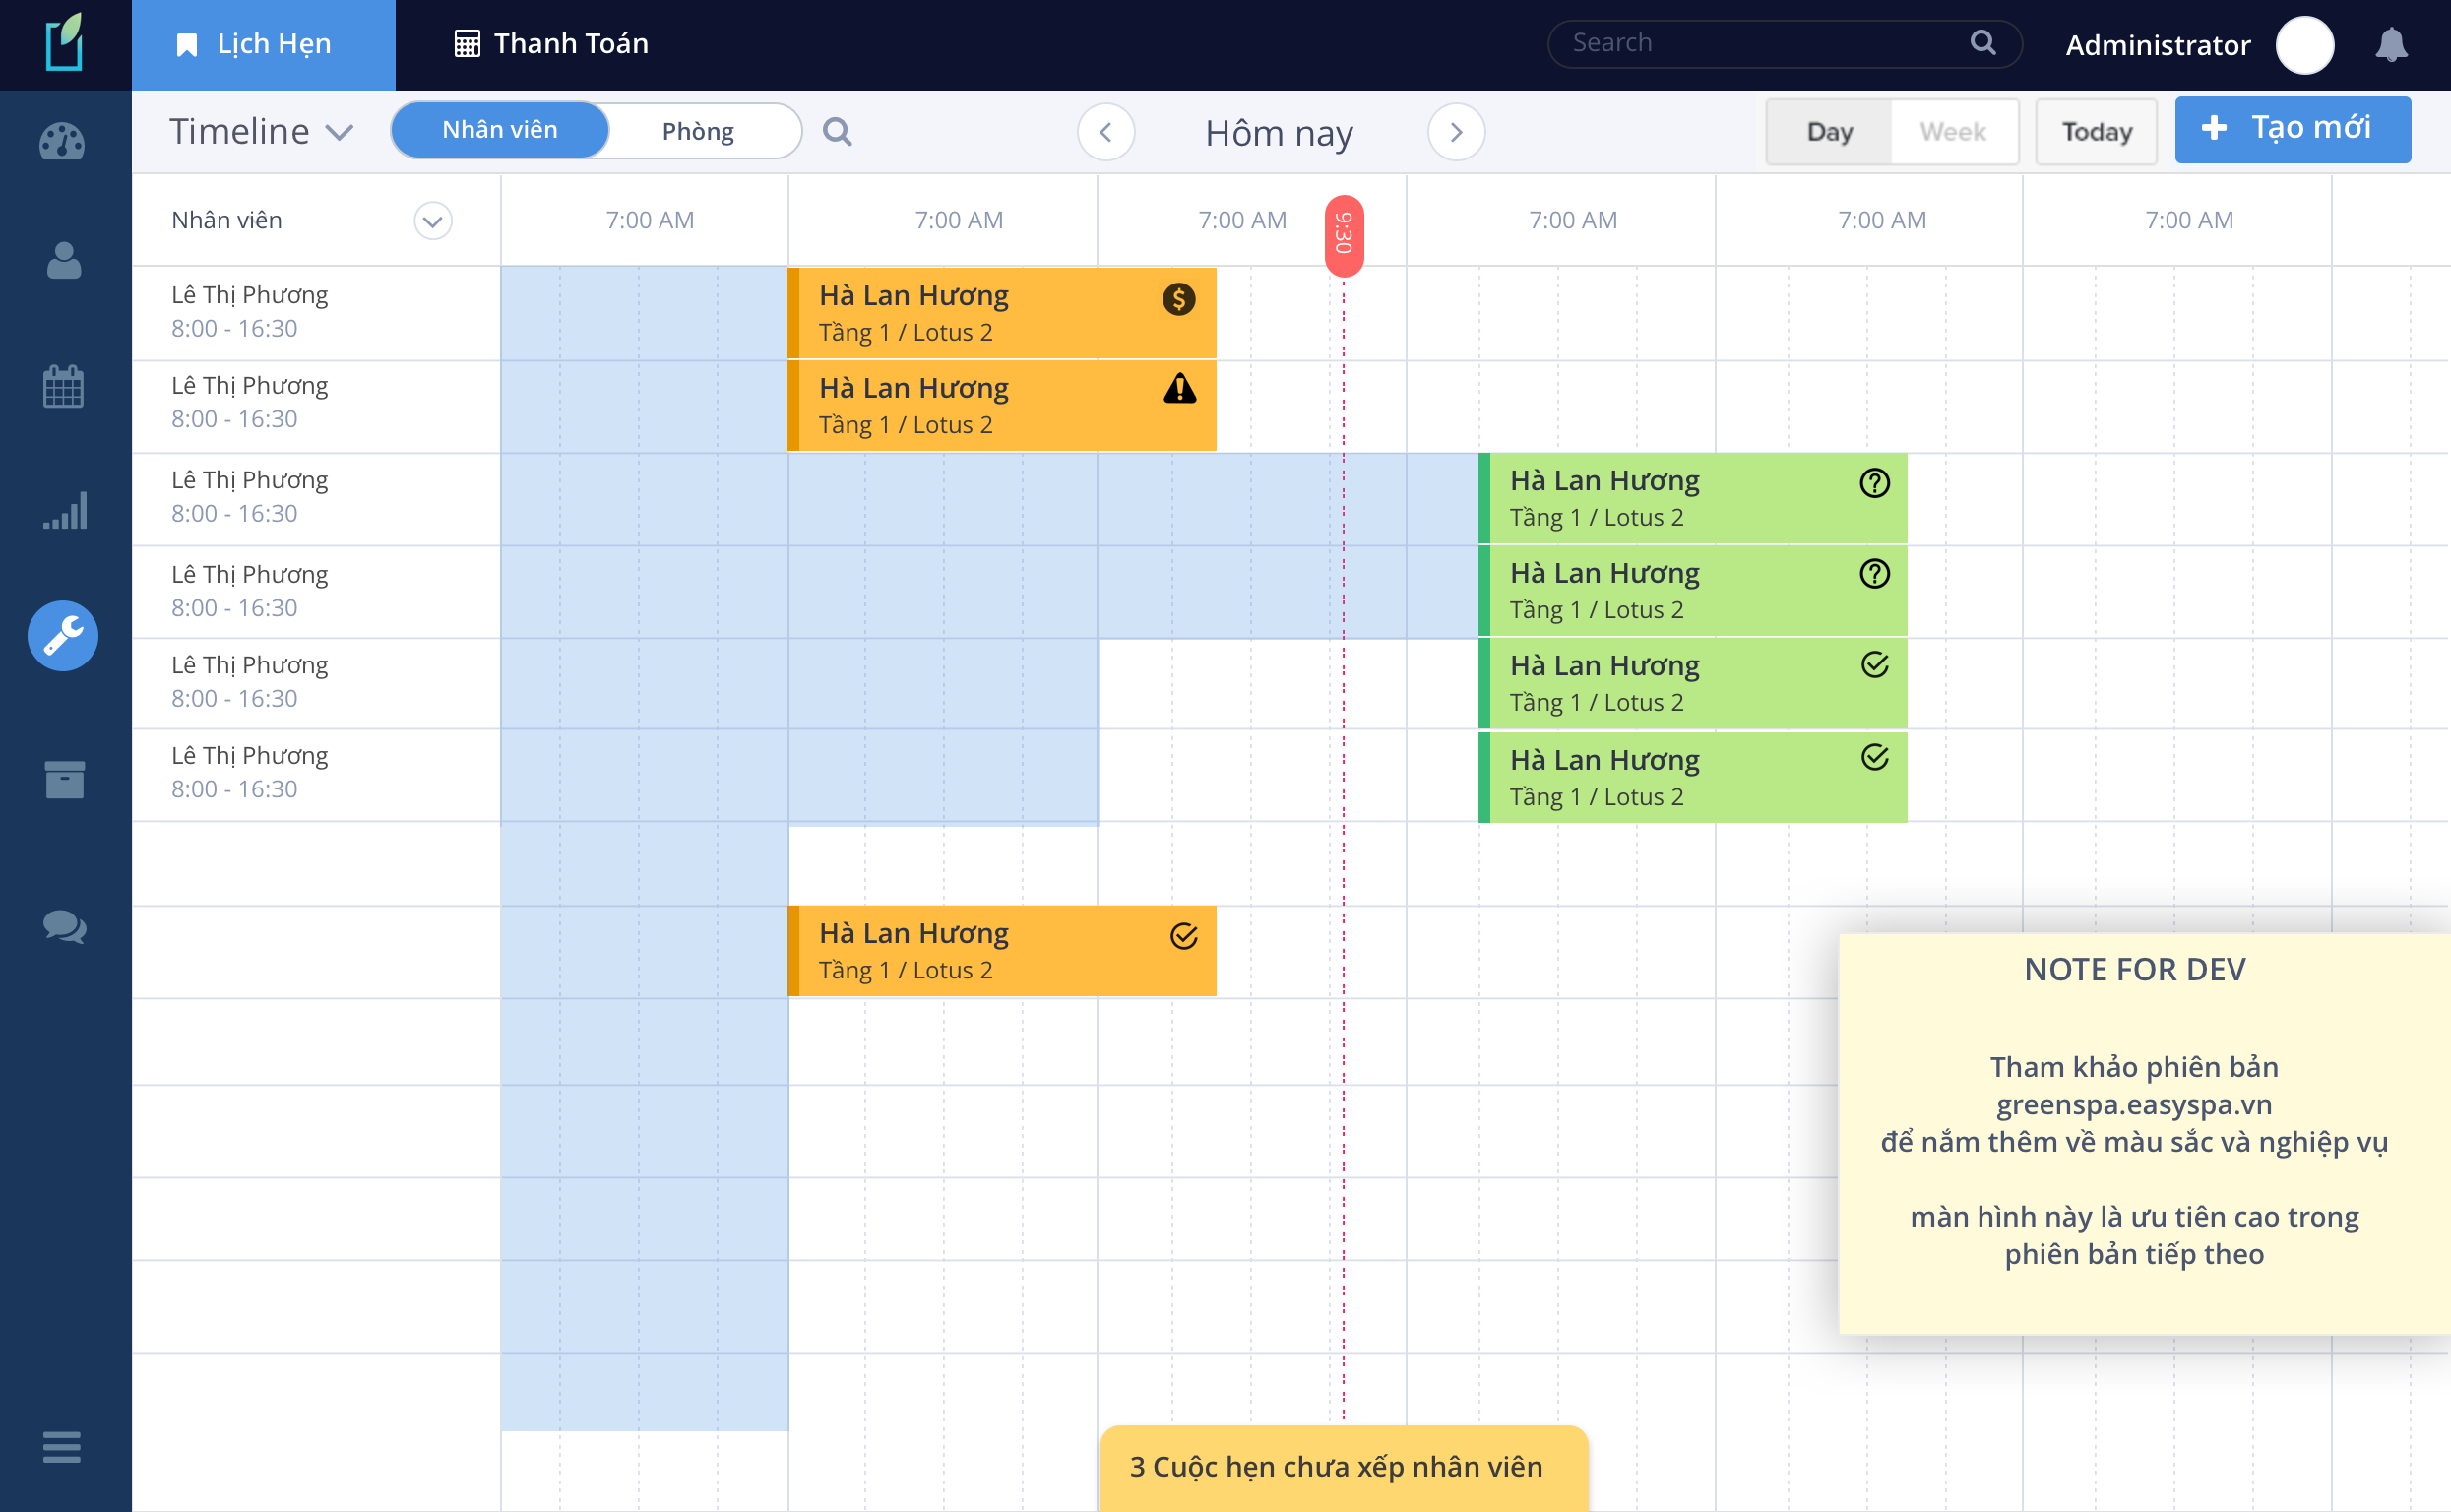 Lịch Hẹn
Thanh Toán
Search
Administrator
Timeline
Nhân viên
Phòng
Hôm nay
Day
Week
Today
Tạo mới
Nhân viên
7:00 AM
7:00 AM
7:00 AM
9:30
7:00 AM
7:00 AM
7:00 AM
Lê Thị Phương
8:00 - 16:30
Hà Lan Hương
Tầng 1 / Lotus 2
Lê Thị Phương
8:00 - 16:30
Hà Lan Hương
Tầng 1 / Lotus 2
Lê Thị Phương
8:00 - 16:30
Hà Lan Hương
Tầng 1 / Lotus 2
Lê Thị Phương
8:00 - 16:30
Hà Lan Hương
Tầng 1 / Lotus 2
Lê Thị Phương
8:00 - 16:30
Hà Lan Hương
Tầng 1 / Lotus 2
Lê Thị Phương
8:00 - 16:30
Hà Lan Hương
Tầng 1 / Lotus 2
Hà Lan Hương
Tầng 1 / Lotus 2
NOTE FOR DEV
Tham khảo phiên bản
greenspa.easyspa.vn
để nắm thêm về màu sắc và nghiệp vụ
màn hình này là ưu tiên cao trong
phiên bản tiếp theo
3 Cuộc hẹn chưa xếp nhân viên